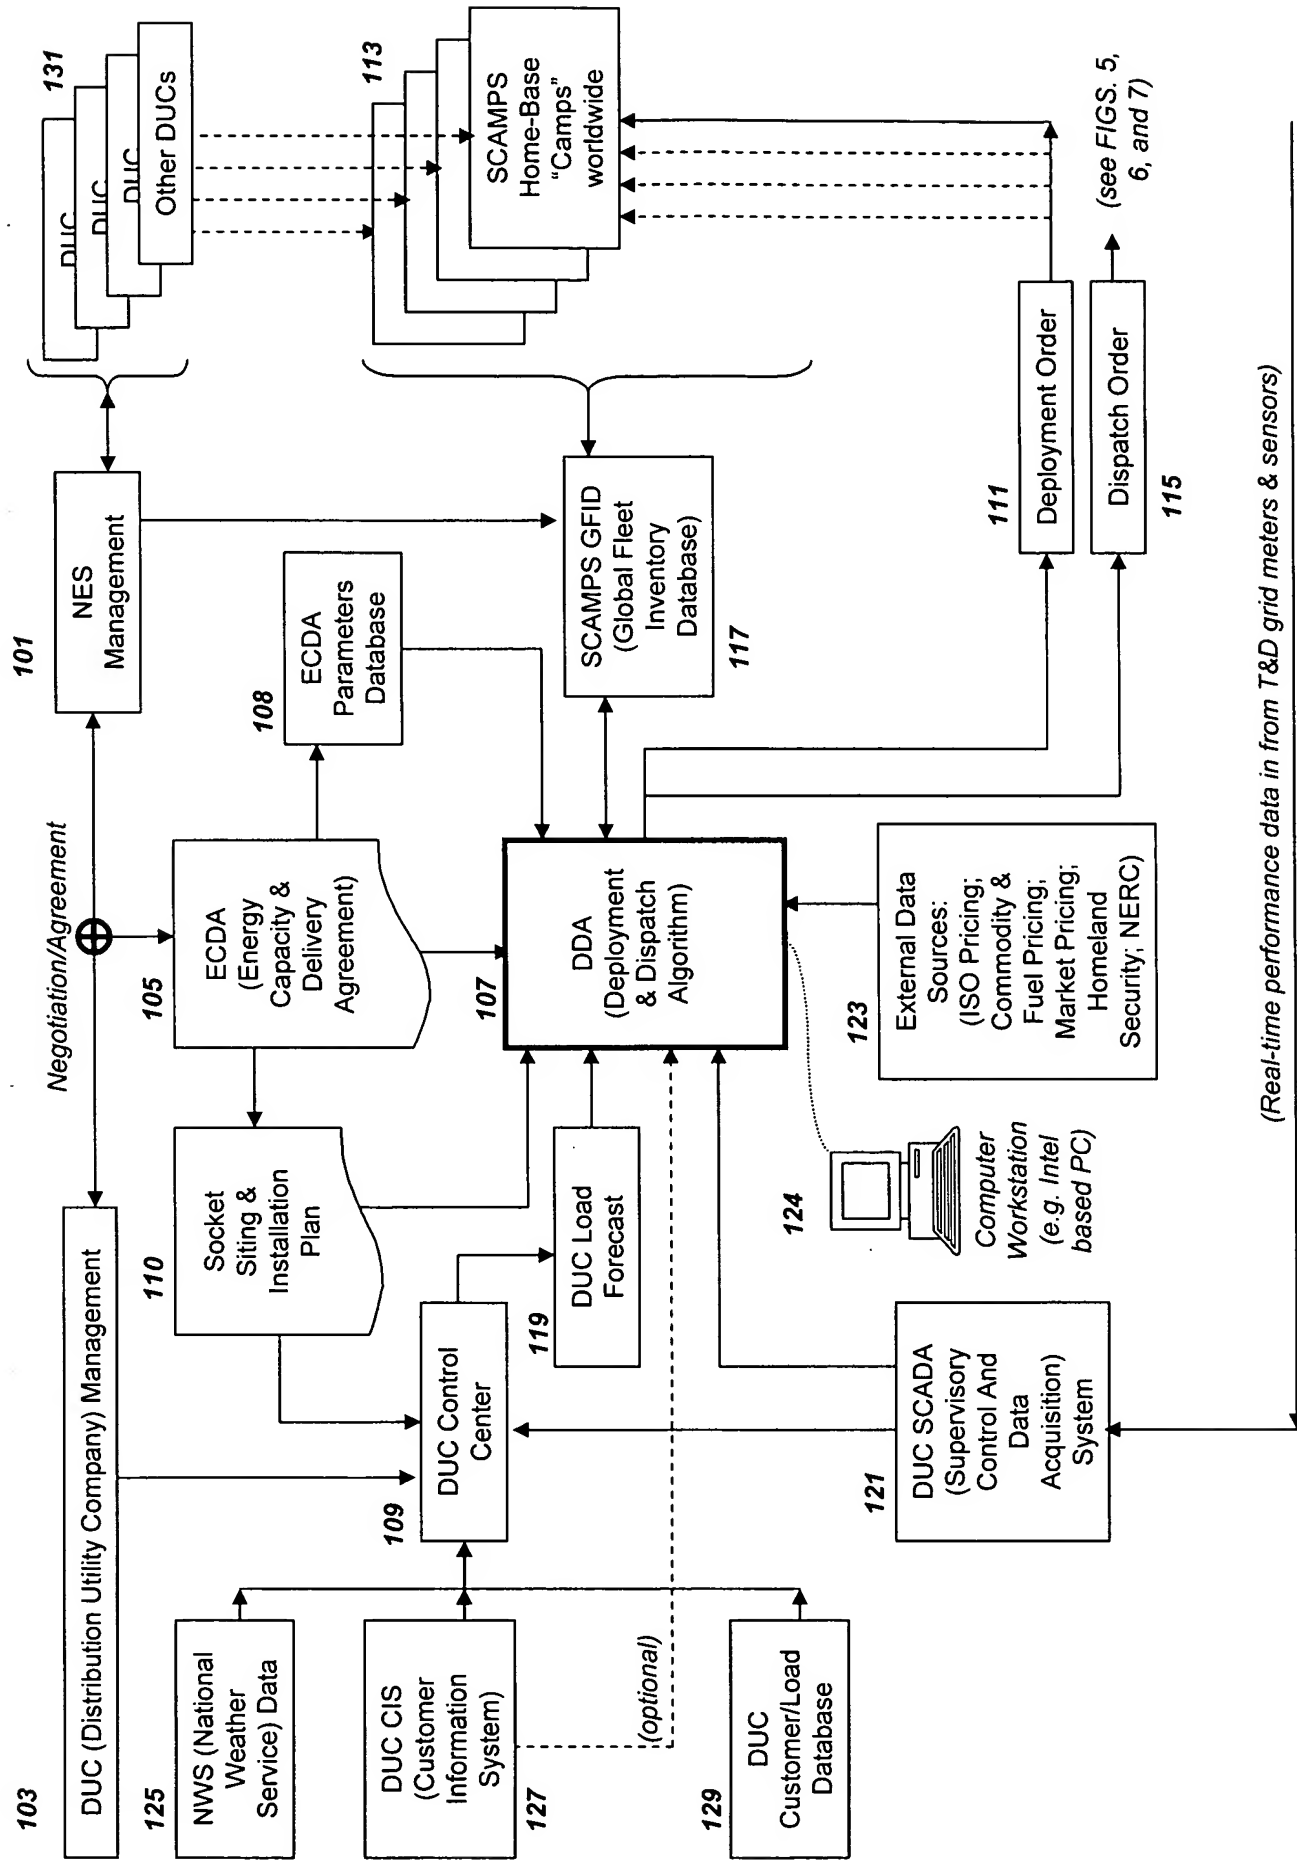 103
DUC (Distribution Utility Company) Management
Negotiation/Agreement
101
NES
Management
131
DUC
DUC
DUC
Other DUCs
125
NWS (National
Weather
Service) Data
110
Socket
Siting &
Installation
Plan
105
ECDA
(Energy
Capacity &
Delivery
Agreement)
108
ECDA
Parameters
Database
113
SCAMPS
Home-Base
“Camps”
worldwide
DUC CIS
(Customer
Information
System)
127
109
DUC Control
Center
119
DUC Load
Forecast
107
DDA
(Deployment
& Dispatch
Algorithm)
SCAMPS GFID
(Global Fleet
Inventory
Database)
117
(optional)
129
DUC
Customer/Load
Database
121
DUC SCADA
(Supervisory
Control And
Data
Acquisition)
System
124
Computer
Workstation
(e.g. Intel
based PC)
123
External Data
Sources:
(ISO Pricing;
Commodity &
Fuel Pricing;
Market Pricing;
Homeland
Security; NERC)
111
Deployment Order
Dispatch Order
115
(see FIGS. 5,
6, and 7)
(Real-time performance data in from T&D grid meters & sensors)